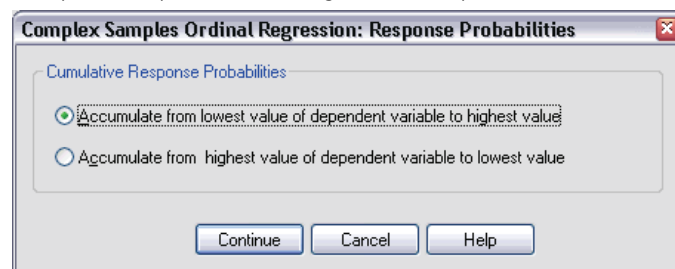 Complex Samples Ordinal Regression: Response Probabilities
Cumulative Response Probabilities
Accumulate from lowest value of dependent variable to highest value
Accumulate from highest value of dependent variable to lowest value
Continue Cancel Help